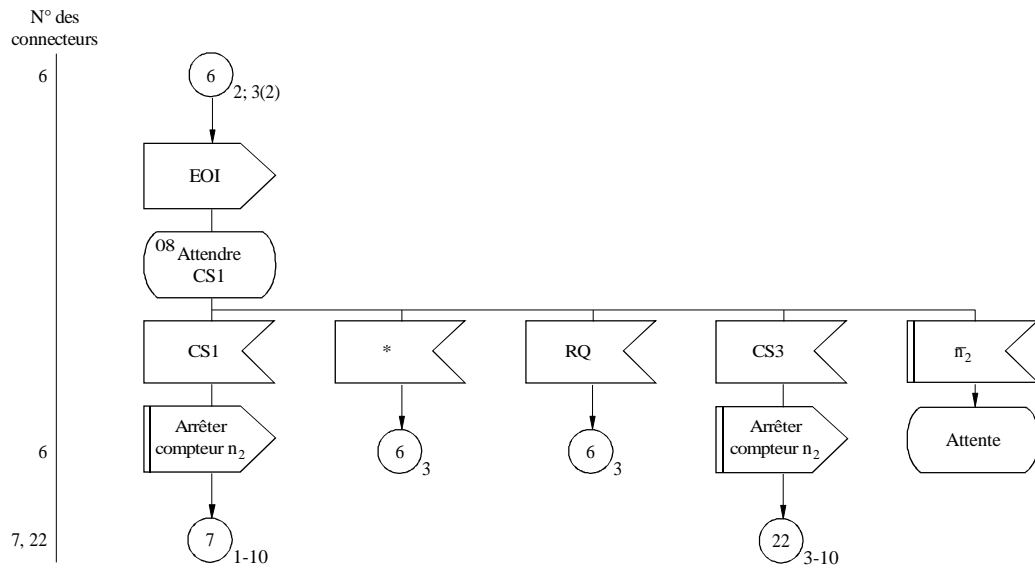 N° des
connecteurs
6
6
2; 3(2)
EOI
08 Attendre
CS1
CS1
*
RQ
CS3
n̅2
Arrêter
compteur n2
6
6
3
6
3
Arrêter
compteur n2
Attente
7, 22
7
1-10
22
3-10